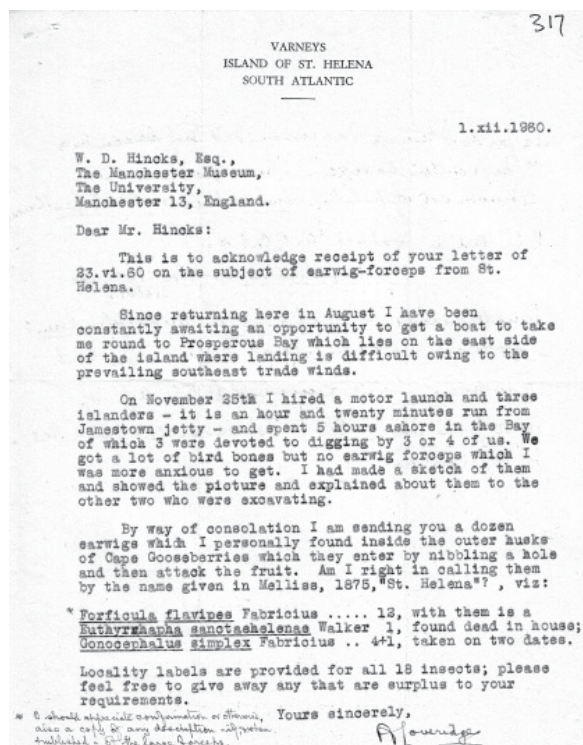 317
VARNEYS
ISLAND OF ST. HELENA
SOUTH ATLANTIC
1.xii.1960.
W. D. Hincks, Esq.,
The Manchester Museum,
The University,
Manchester 13, England.
Dear Mr. Hincks:
This is to acknowledge receipt of your letter of
23.vi.60 on the subject of earwig-forceps from St.
Helena.
Since returning here in August I have been
constantly awaiting an opportunity to get a boat to take
me round to Prosperous Bay which lies on the east side
of the island where landing is difficult owing to the
prevailing southeast trade winds.
On November 25th I hired a motor launch and three
islanders - it is an hour and twenty minutes run from
Jamestown jetty - and spent 5 hours ashore in the Bay
of which 3 were devoted to digging by 3 or 4 of us. We
got a lot of bird bones but no earwig forceps which I
was more anxious to get. I had made a sketch of them
and showed the picture and explained about them to the
other two who were excavating.
By way of consolation I am sending you a dozen
earwigs which I personally found inside the outer husks
of Cape Gooseberries which they enter by nibbling a hole
and then attack the fruit. Am I right in calling them
by the name given in Melliss, 1875,"St. Helena"? , viz:
* Forficula flavipes Fabricius ..... 12, with them is a
Euthyrrhapha sanctaehelenae Walker 1, found dead in house;
Gonocephalus simplex Fabricius .. 4+1, taken on two dates.
Locality labels are provided for all 18 insects; please
feel free to give away any that are surplus to your
requirements.
Yours sincerely,
* I should appreciate confirmation or otherwise,
also a copy of any description - if
published - of the large forceps.
A Loveridge